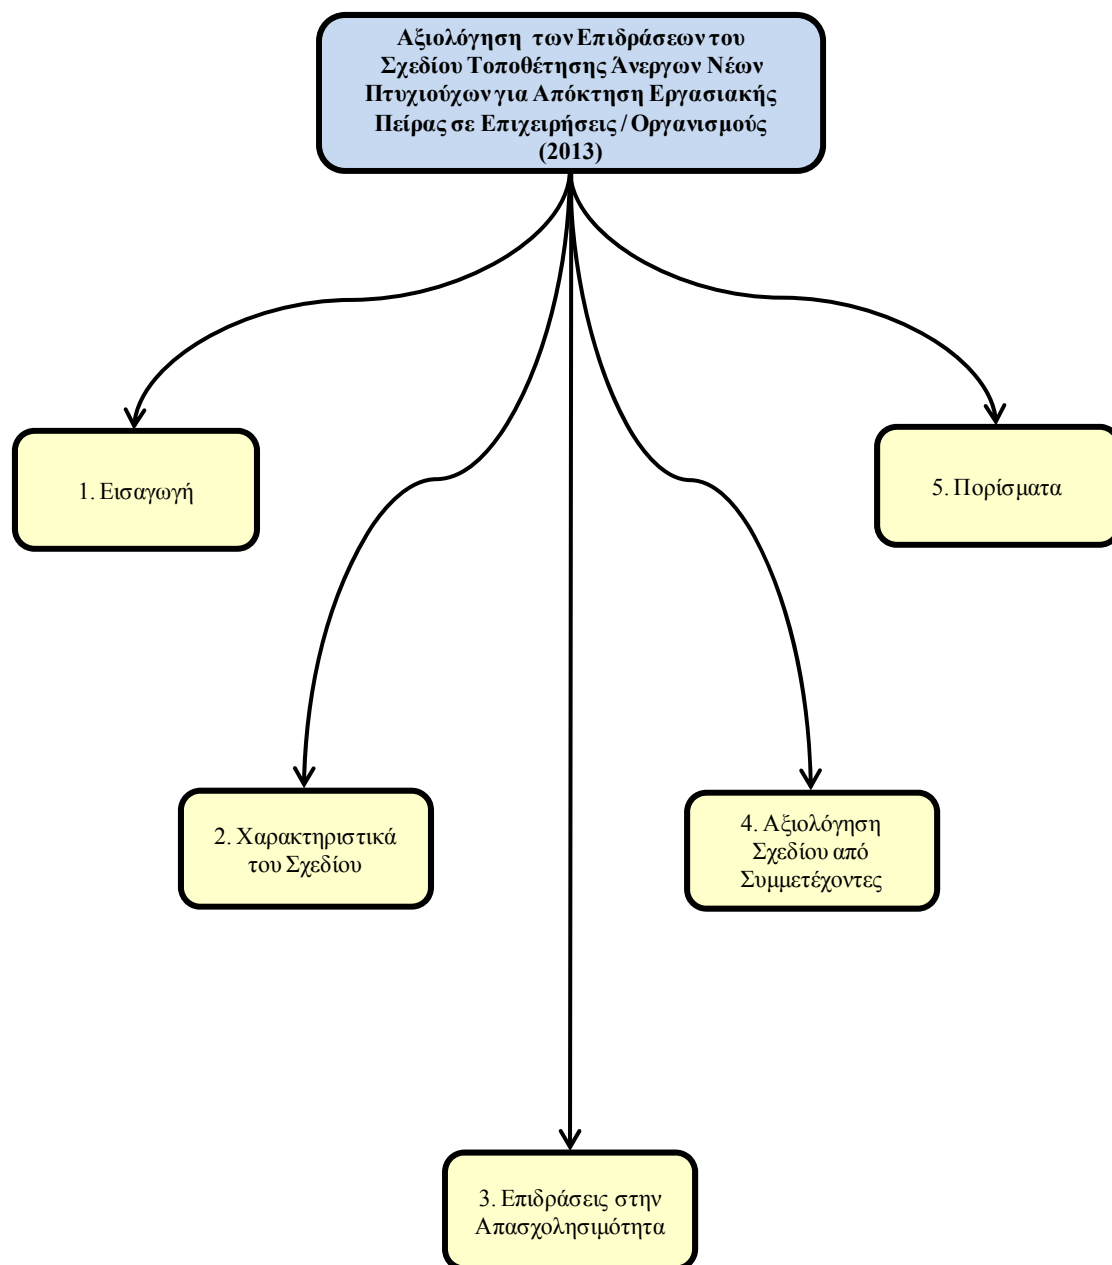 Αξιολόγηση των Επιδράσεων του
Σχεδίου Τοποθέτησης Άνεργων Νέων
Πτυχιούχων για Απόκτηση Εργασιακής
Πείρας σε Επιχειρήσεις / Οργανισμούς
(2013)
1. Εισαγωγή
5. Πορίσματα
2. Χαρακτηριστικά
του Σχεδίου
4. Αξιολόγηση
Σχεδίου από
Συμμετέχοντες
3. Επιδράσεις στην
Απασχολησιμότητα